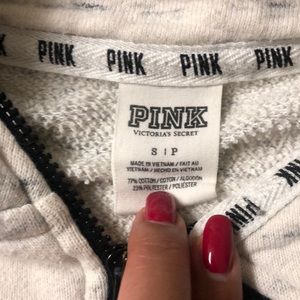 PINK PINK PINK PINK
PINK
VICTORIA'S SECRET
S | P
MADE IN VIETNAM / FAIT AU
VIETNAM / HECHO EN VIETNAM
77% COTTON / COTON / ALGODON
23% POLYESTER / POLIESTER
PINK